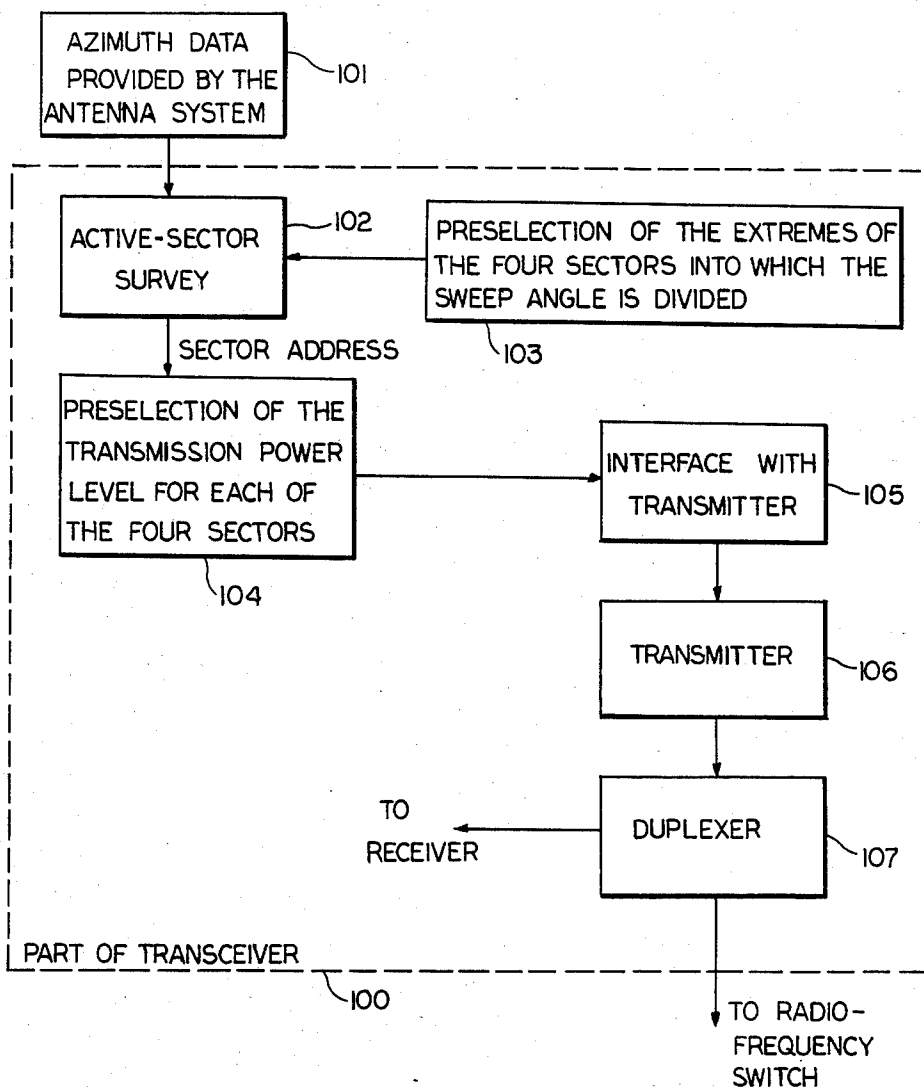 AZIMUTH DATA
PROVIDED BY THE
ANTENNA SYSTEM
101
ACTIVE-SECTOR
SURVEY
102
PRESELECTION OF THE EXTREMES OF
THE FOUR SECTORS INTO WHICH THE
SWEEP ANGLE IS DIVIDED
103
SECTOR ADDRESS
PRESELECTION OF THE
TRANSMISSION POWER
LEVEL FOR EACH OF
THE FOUR SECTORS
104
INTERFACE WITH
TRANSMITTER
105
TRANSMITTER
106
TO
RECEIVER
DUPLEXER
107
PART OF TRANSCEIVER
100
TO RADIO-
FREQUENCY
SWITCH